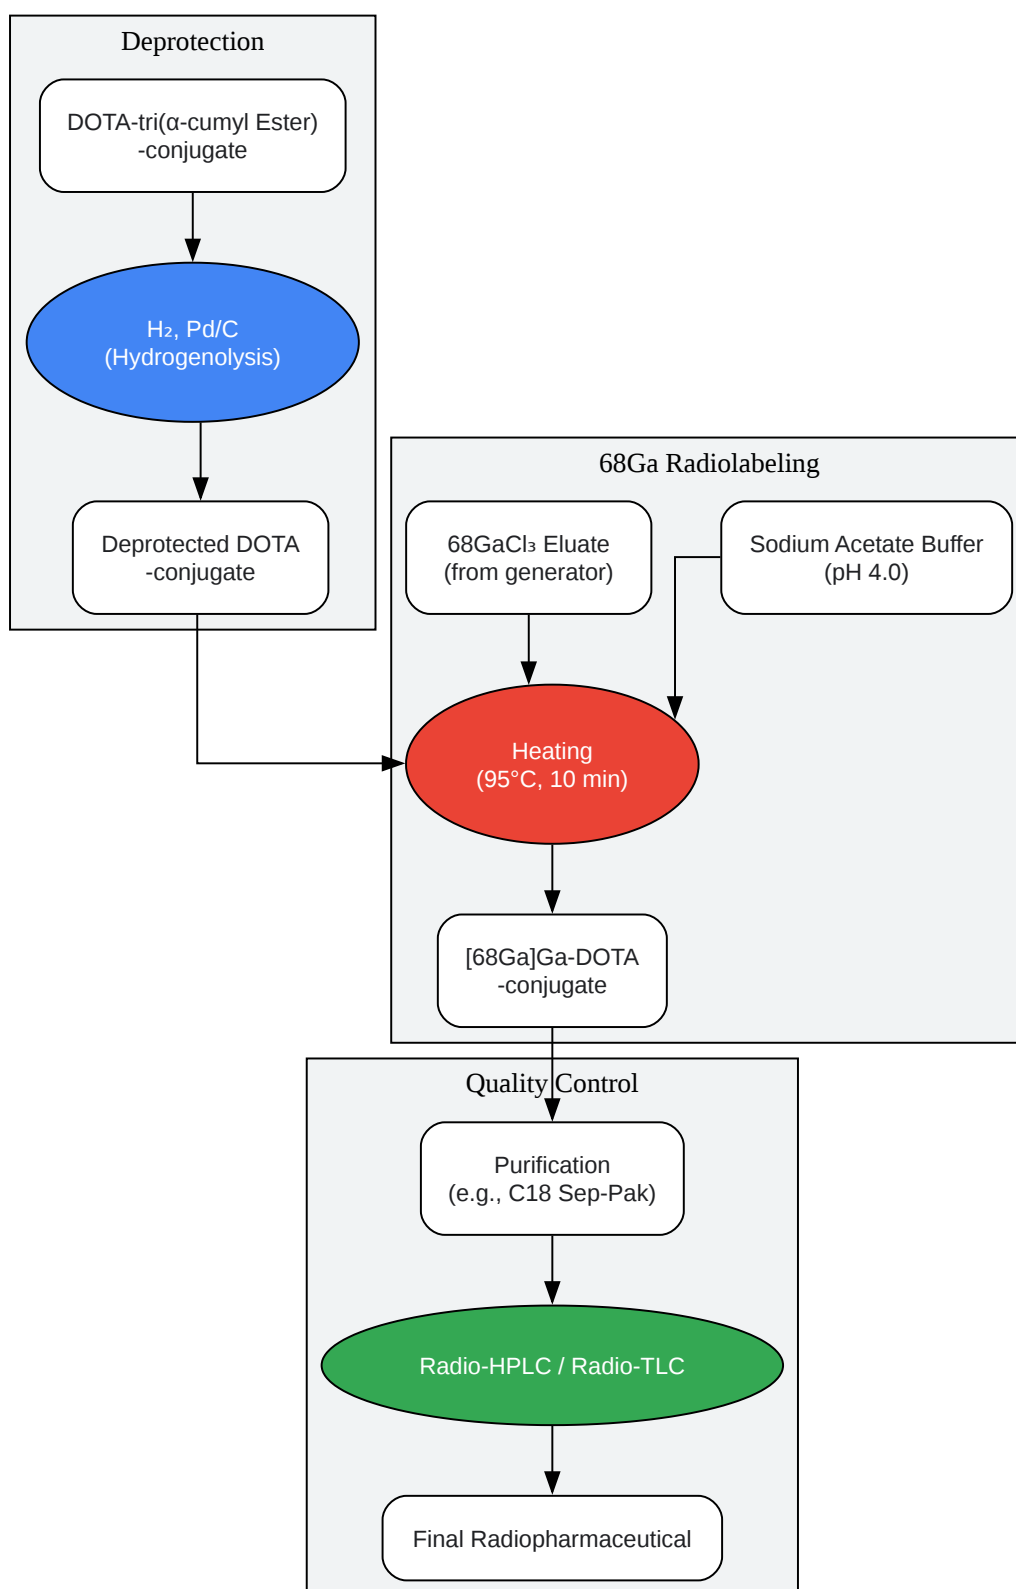 Deprotection
DOTA-tri(α-cumyl Ester)
-conjugate
H₂, Pd/C
(Hydrogenolysis)
Deprotected DOTA
-conjugate
68Ga Radiolabeling
68GaCl₃ Eluate
(from generator)
Sodium Acetate Buffer
(pH 4.0)
Heating
(95°C, 10 min)
[68Ga]Ga-DOTA
-conjugate
Quality Control
Purification
(e.g., C18 Sep-Pak)
Radio-HPLC / Radio-TLC
Final Radiopharmaceutical